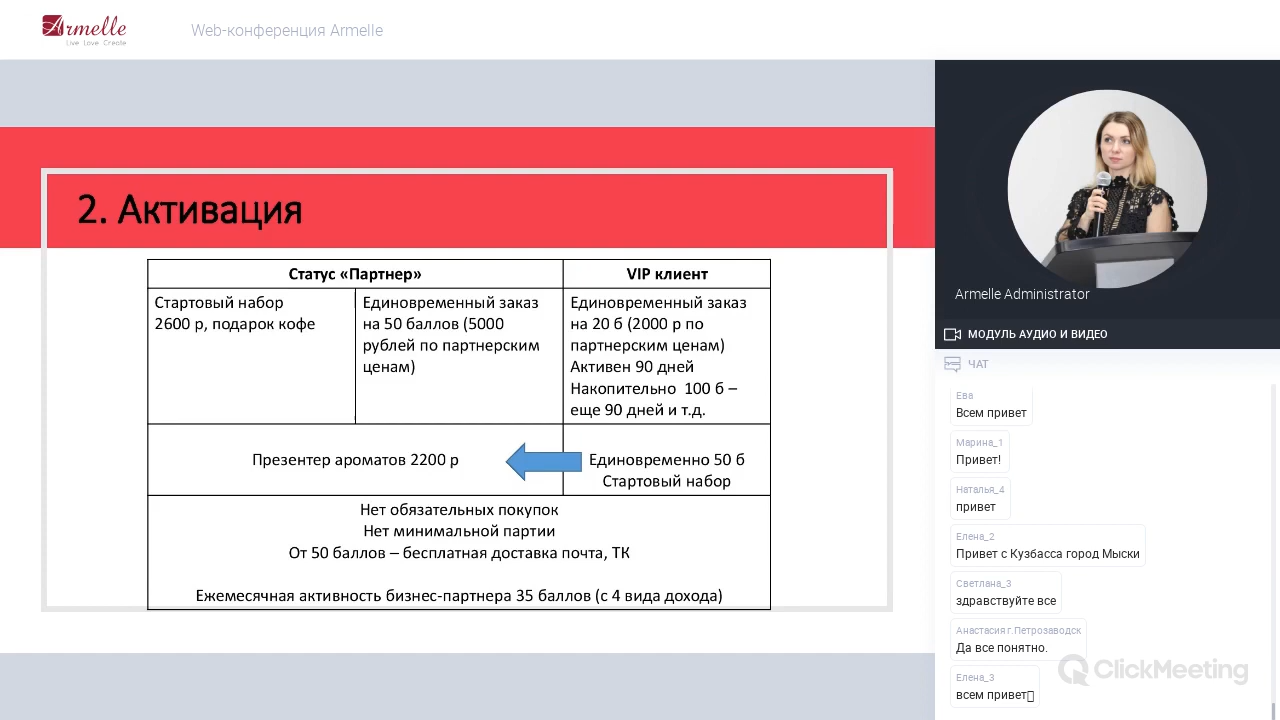 Armelle
Live Love Create
Web-конференция Armelle
2. Активация
Статус «Партнер»
VIP клиент
Стартовый набор
2600 р, подарок кофе
Единовременный заказ
на 50 баллов (5000
рублей по партнерским
ценам)
Единовременный заказ
на 20 б (2000 р по
партнерским ценам)
Активен 90 дней
Накопительно 100 б –
еще 90 дней и т.д.
Презентер ароматов 2200 р
Единовременно 50 б
Стартовый набор
Нет обязательных покупок
Нет минимальной партии
От 50 баллов – бесплатная доставка почта, ТК
Ежемесячная активность бизнес-партнера 35 баллов (с 4 вида дохода)
Armelle Administrator
МОДУЛЬ АУДИО И ВИДЕО
ЧАТ
Ева
Всем привет
Марина_1
Привет!
Наталья_4
привет
Елена_2
Привет с Кузбасса город Мыски
Светлана_3
здравствуйте все
Анастасия г.Петрозаводск
Да все понятно.
Елена_3
всем привет
ClickMeeting